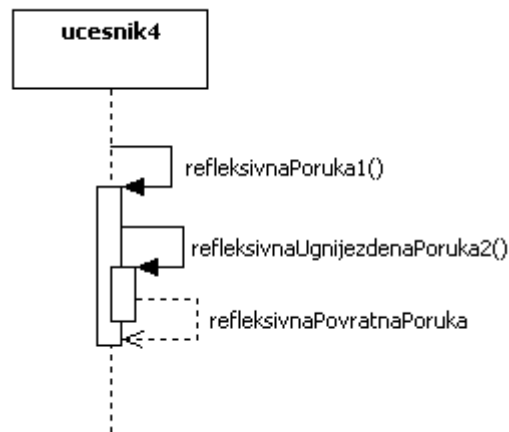 ucesnik4
refleksivnaPoruka1()
refleksivnaUgnijezdenaPoruka2()
refleksivnaPovratnaPoruka